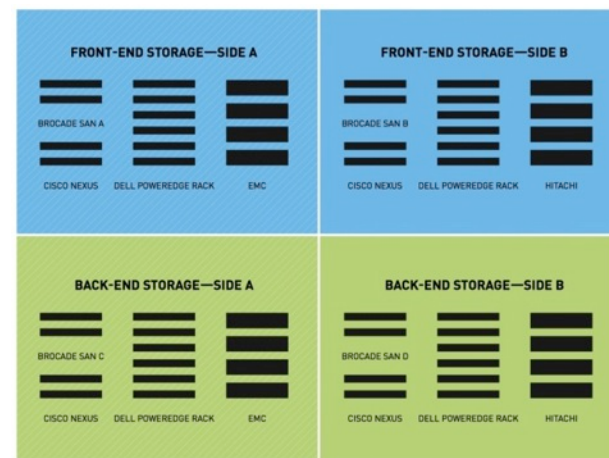 FRONT-END STORAGE—SIDE A
BROCADE SAN A
CISCO NEXUS DELL POWEREDGE RACK EMC
FRONT-END STORAGE—SIDE B
BROCADE SAN B
CISCO NEXUS DELL POWEREDGE RACK HITACHI
BACK-END STORAGE—SIDE A
BROCADE SAN C
CISCO NEXUS DELL POWEREDGE RACK EMC
BACK-END STORAGE—SIDE B
BROCADE SAN D
CISCO NEXUS DELL POWEREDGE RACK HITACHI